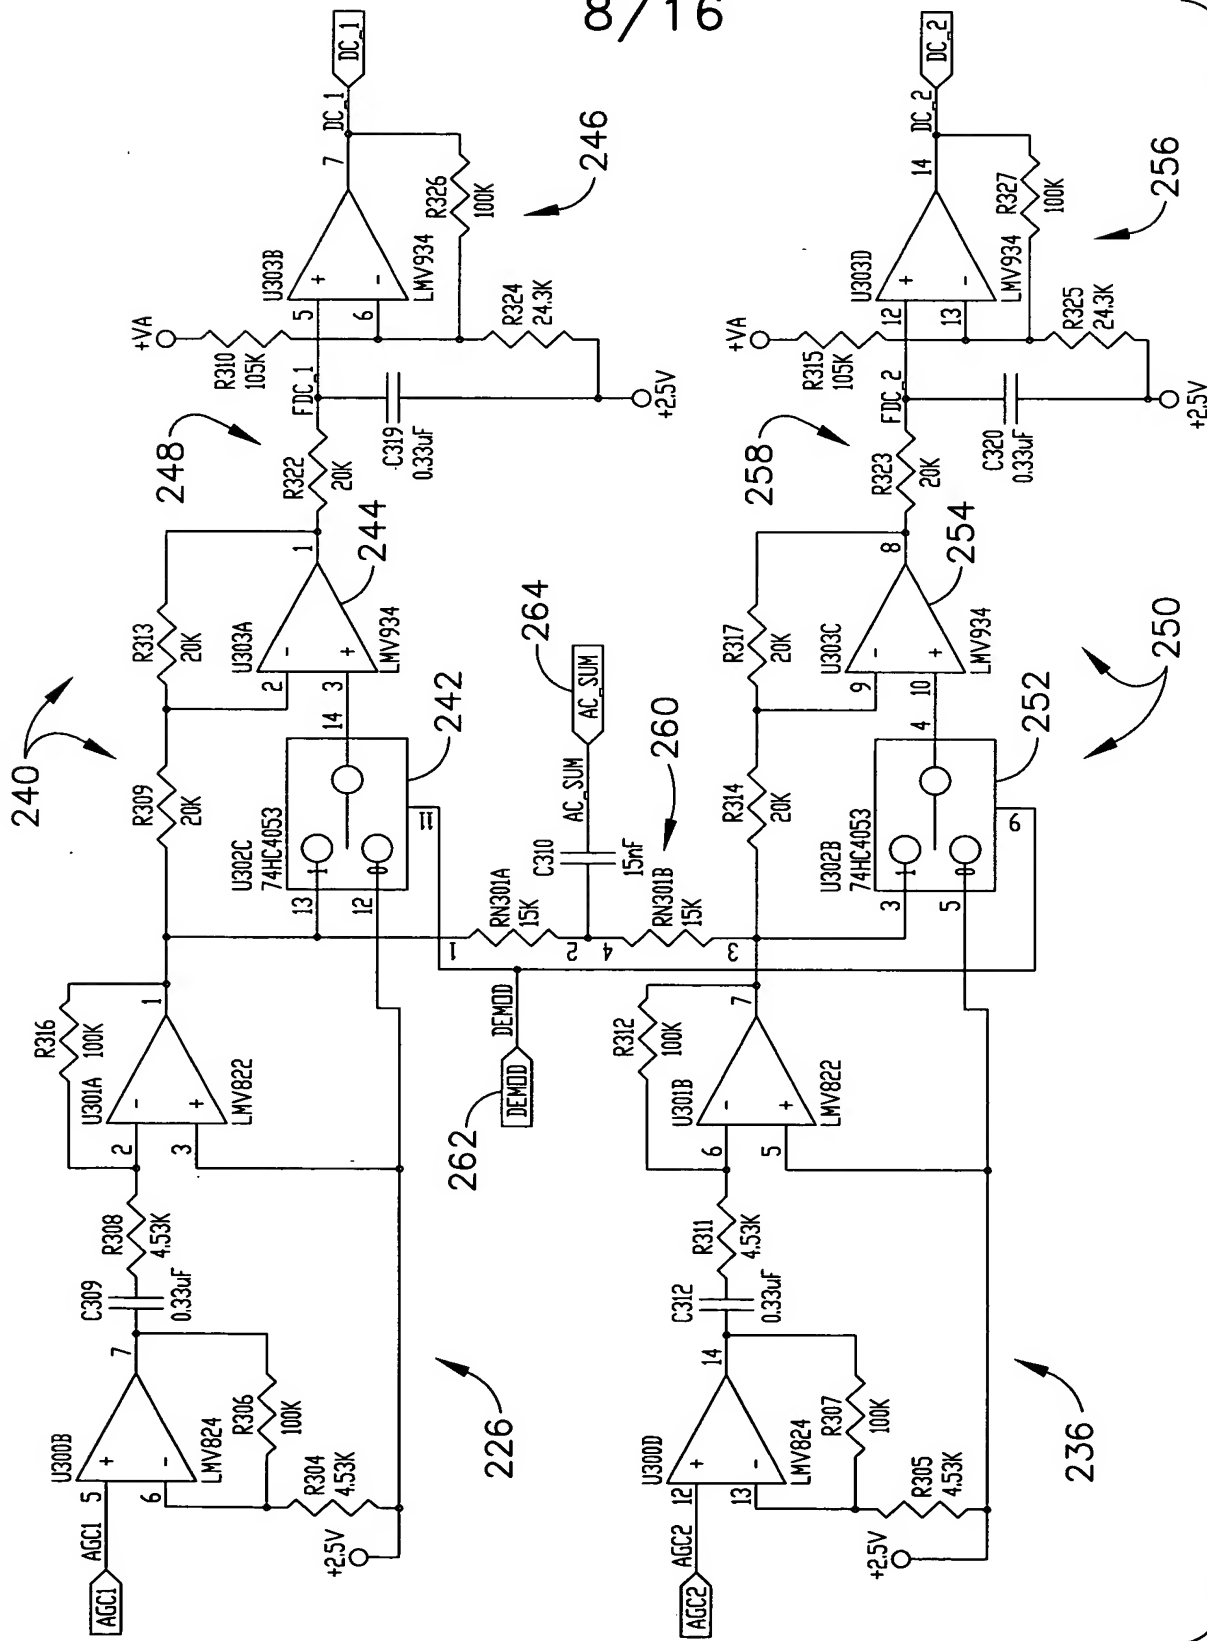 8/16
AGC1
AGC1
5
6
U300B
+
-
LMV824
7
R306
100K
R304
4.53K
+2.5V
C309
0.33uF
R308
4.53K
226
2
3
U301A
-
+
LMV822
1
R316
100K
240
R309
20K
R313
20K
13
12
U302C
74HC4053
1
0
11
14
242
2
3
U303A
-
+
LMV934
1
244
248
R322
20K
FDC_1
C319
0.33uF
+2.5V
+VA
R310
105K
5
6
U303B
+
-
LMV934
7
R326
100K
R324
24.3K
246
DC_1
DC_1
262
DEMOD
DEMOD
1
RN301A
15K
2
4
RN301B
15K
3
260
C310
15nF
AC_SUM
AC_SUM
264
AGC2
AGC2
12
13
U300D
+
-
LMV824
14
R307
100K
R305
4.53K
+2.5V
C312
0.33uF
R311
4.53K
236
6
5
U301B
-
+
LMV822
7
R312
100K
R314
20K
R317
20K
3
5
U302B
74HC4053
1
0
9
4
252
250
9
10
U303C
-
+
LMV934
8
254
258
R323
20K
FDC_2
C320
0.33uF
+2.5V
+VA
R315
105K
12
13
U303D
+
-
LMV934
14
R327
100K
R325
24.3K
256
DC_2
DC_2